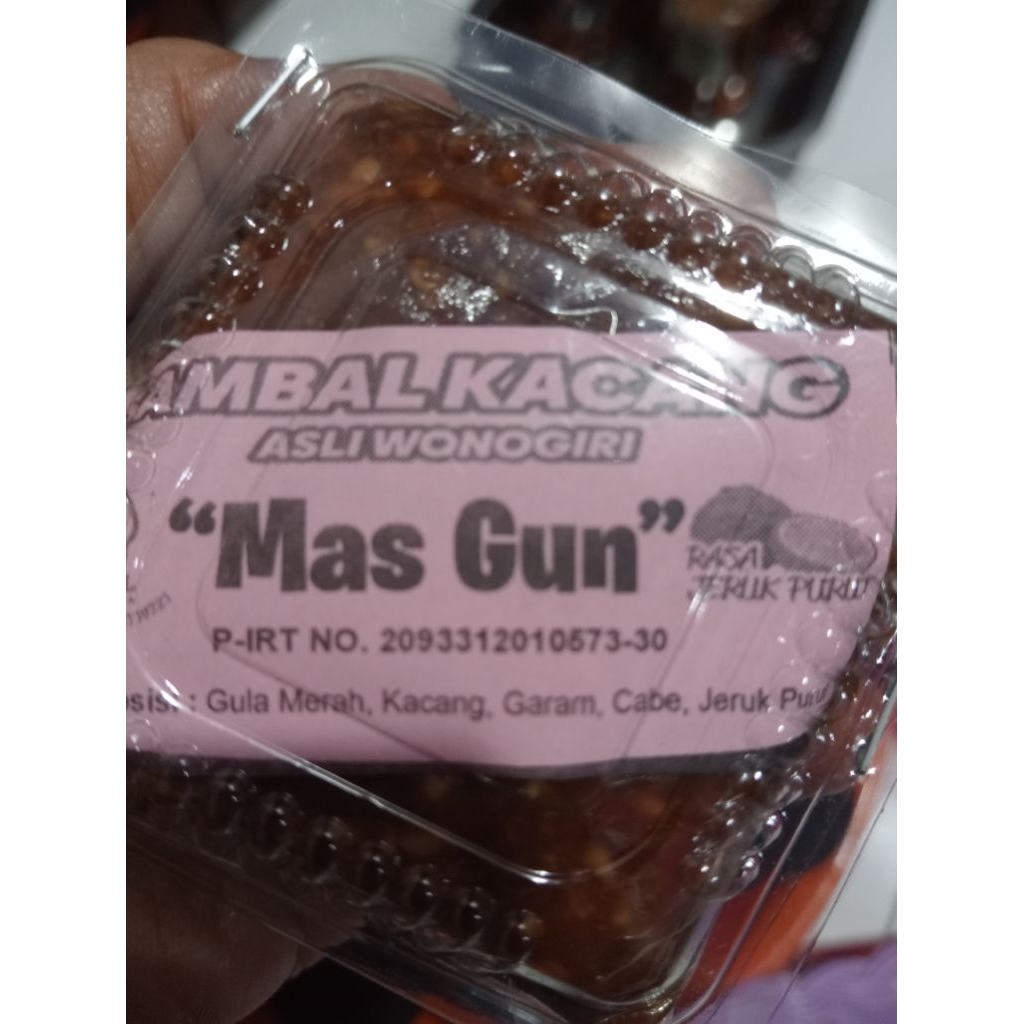 AMBAL KACANG
ASLI WONOGIRI
"Mas Gun"
RASA
JERUK PURUT
P-IRT NO. 2093312010573-30
osisi : Gula Merah, Kacang, Garam, Cabe, Jeruk Purut